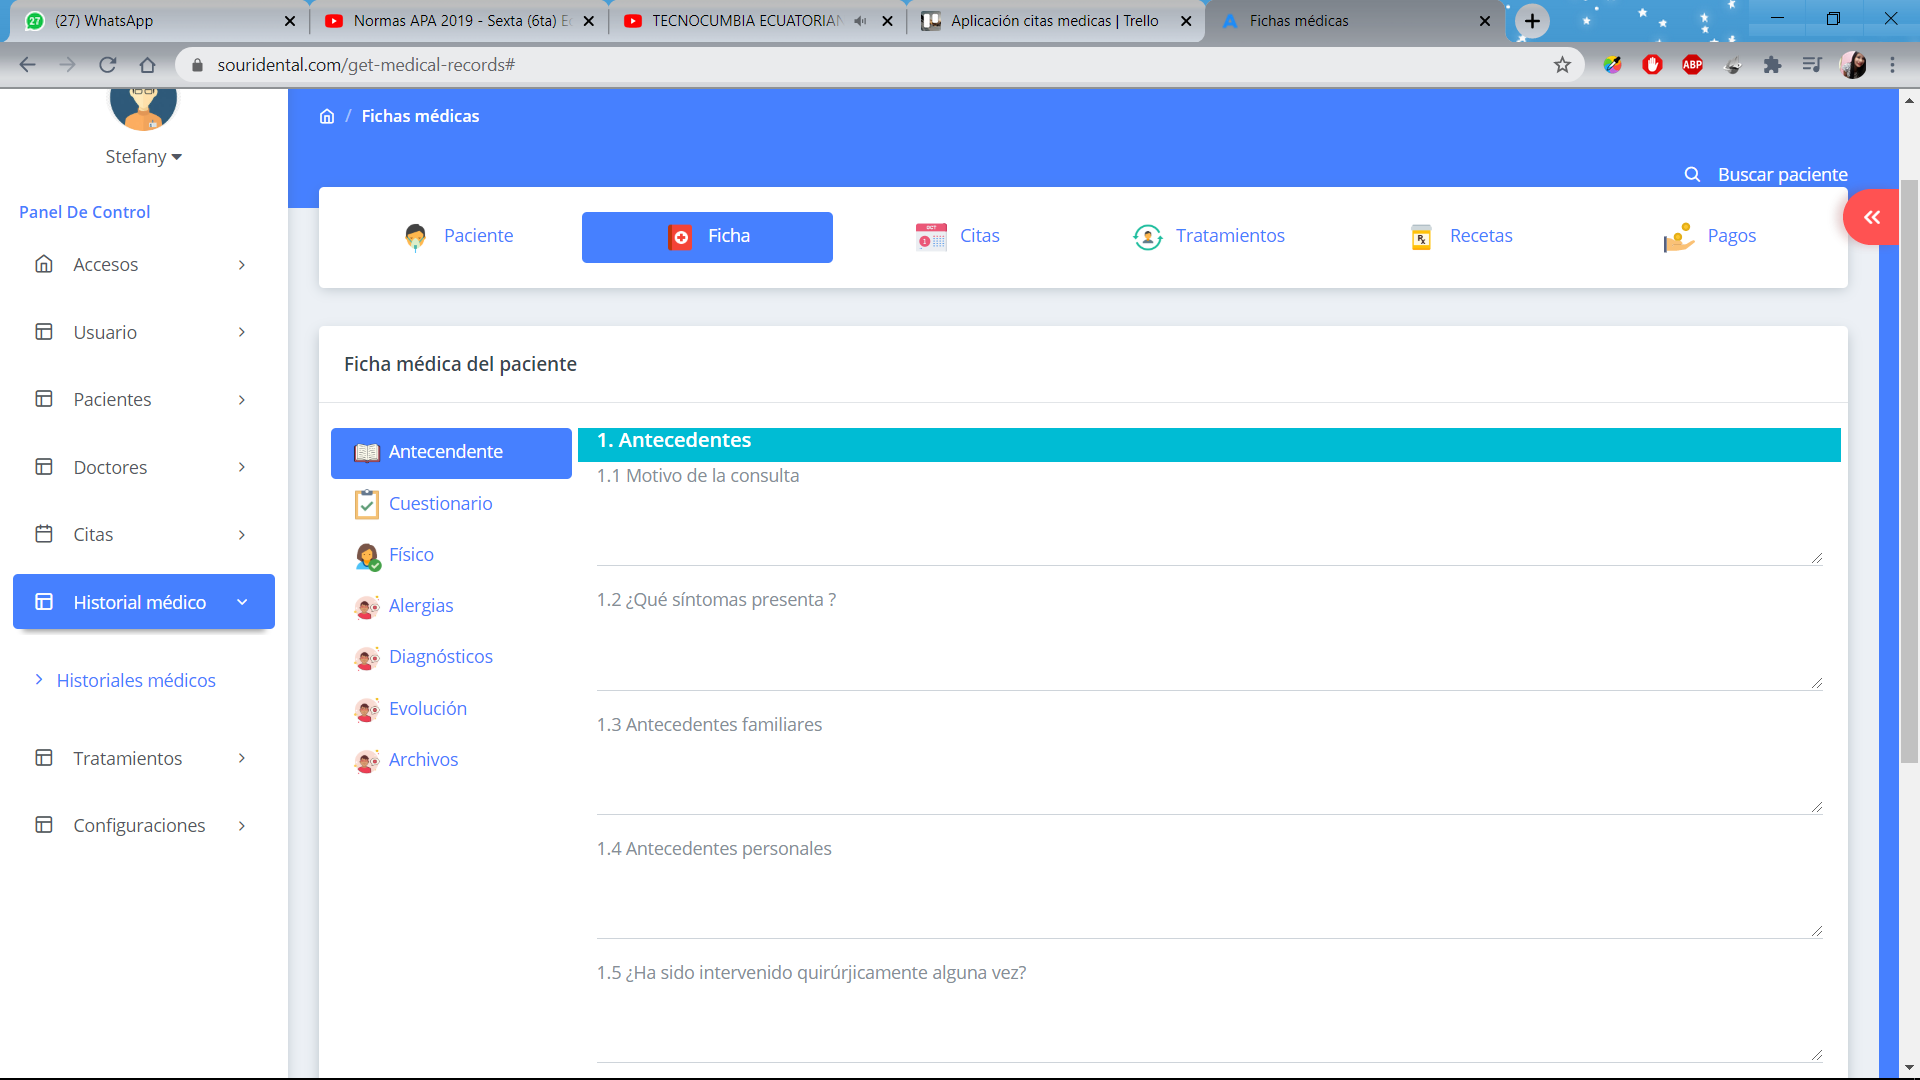 27 (27) WhatsApp
Normas APA 2019 - Sexta (6ta)
TECNOCUMBIA ECUATORIAN
Aplicación citas medicas | Trello
Fichas médicas
souridental.com/get-medical-records#
ABP
Stefany
Panel De Control
Accesos
Usuario
Pacientes
Doctores
Citas
Historial médico
Historiales médicos
Tratamientos
Configuraciones
/ Fichas médicas
Buscar paciente
Paciente
Ficha
Citas
Tratamientos
Recetas
Pagos
Ficha médica del paciente
Antecendente
Cuestionario
Físico
Alergias
Diagnósticos
Evolución
Archivos
1. Antecedentes
1.1 Motivo de la consulta
1.2 ¿Qué síntomas presenta ?
1.3 Antecedentes familiares
1.4 Antecedentes personales
1.5 ¿Ha sido intervenido quirúrjicamente alguna vez?